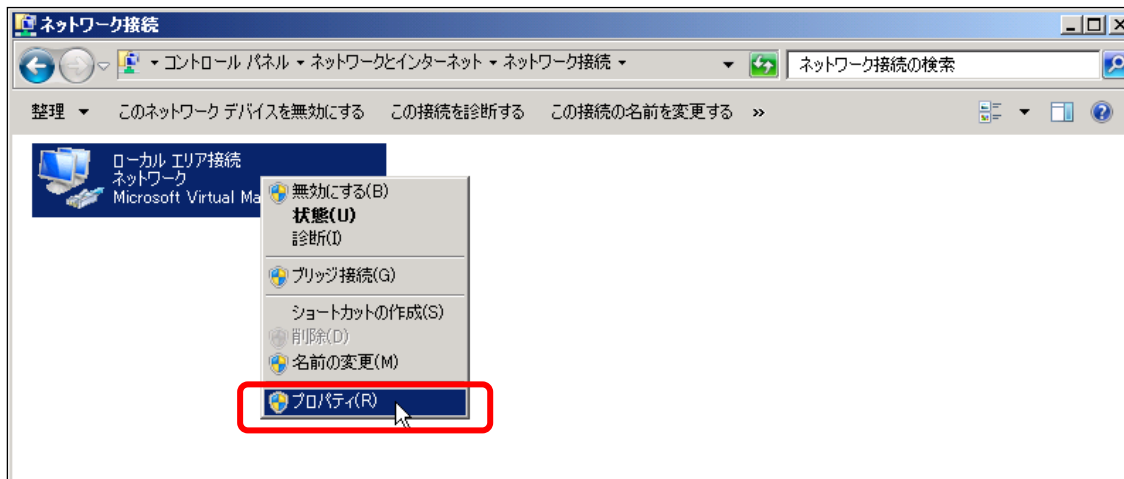 ネットワーク接続
コントロール パネル ネットワークとインターネット ネットワーク接続 ネットワーク接続の検索
整理 このネットワーク デバイスを無効にする この接続を診断する この接続の名前を変更する »
ローカル エリア接続
ネットワーク
Microsoft Virtual Ma
無効にする(B)
状態(U)
診断(I)
ブリッジ接続(G)
ショートカットの作成(S)
削除(D)
名前の変更(M)
プロパティ(R)